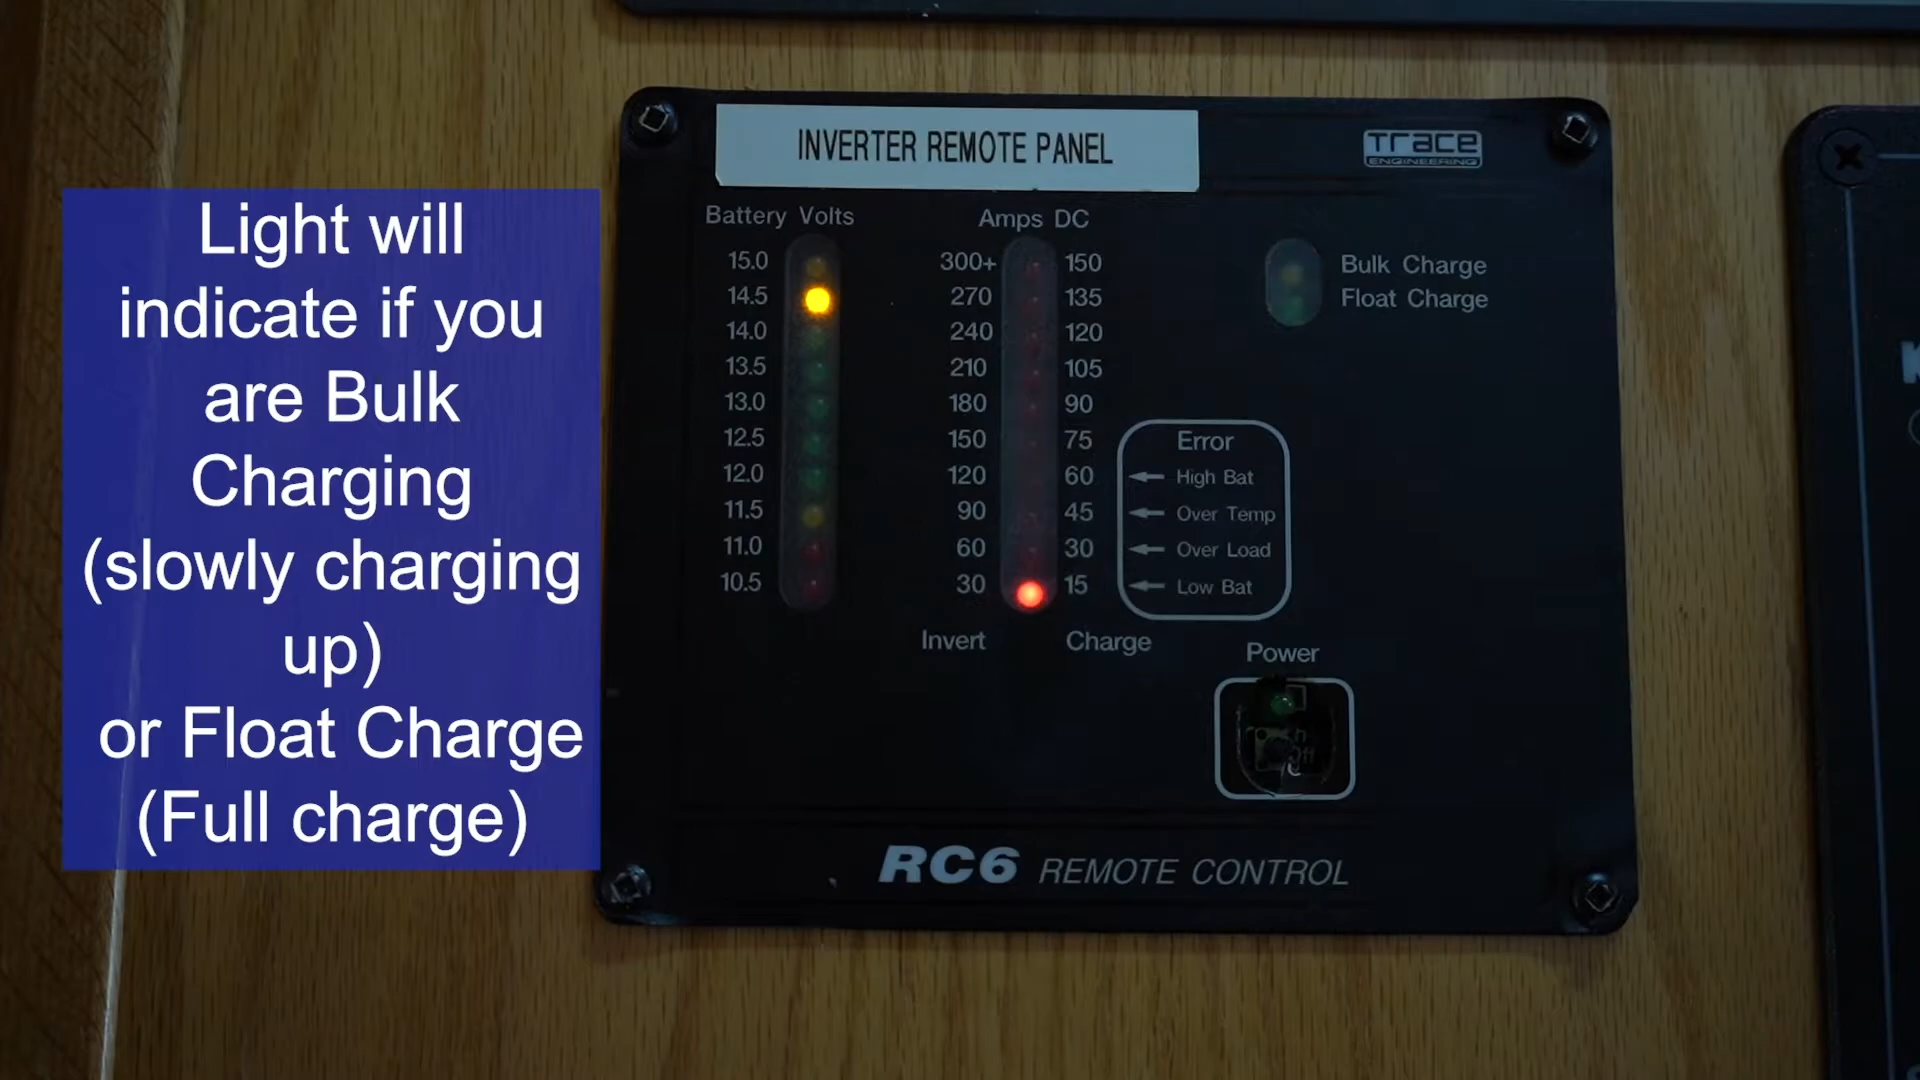 Light will
indicate if you
are Bulk
Charging
(slowly charging
up)
or Float Charge
(Full charge)
INVERTER REMOTE PANEL
Trace
ENGINEERING
Battery Volts
15.0
14.5
14.0
13.5
13.0
12.5
12.0
11.5
11.0
10.5
Amps DC
300+ 150
270 135
240 120
210 105
180 90
150 75
120 60
90 45
60 30
30 15
Invert Charge
Bulk Charge
Float Charge
Error
High Bat
Over Temp
Over Load
Low Bat
Power
RC6 REMOTE CONTROL